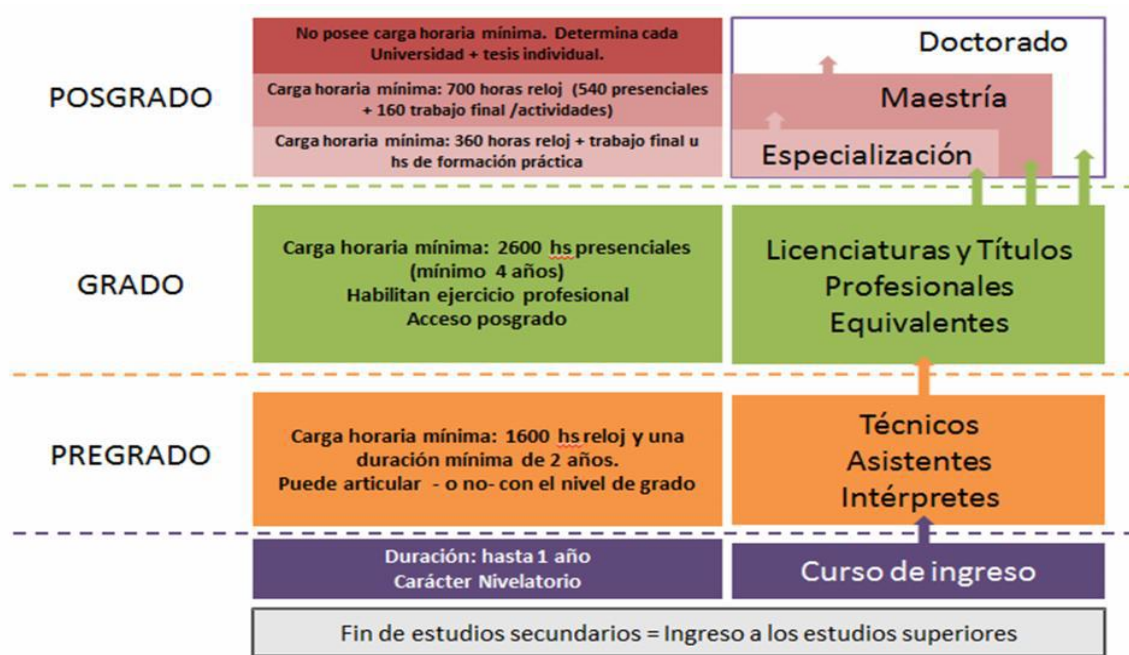 POSGRADO
No posee carga horaria mínima. Determina cada
Universidad + tesis individual.
Carga horaria mínima: 700 horas reloj (540 presenciales
+ 160 trabajo final /actividades)
Carga horaria mínima: 360 horas reloj + trabajo final u
hs de formación práctica
Doctorado
Maestría
Especialización
GRADO
Carga horaria mínima: 2600 hs presenciales
(mínimo 4 años)
Habilitan ejercicio profesional
Acceso posgrado
Licenciaturas y Títulos
Profesionales
Equivalentes
PREGRADO
Carga horaria mínima: 1600 hs reloj y una
duración mínima de 2 años.
Puede articular - o no- con el nivel de grado
Técnicos
Asistentes
Intérpretes
Duración: hasta 1 año
Carácter Nivelatorio
Curso de ingreso
Fin de estudios secundarios = Ingreso a los estudios superiores